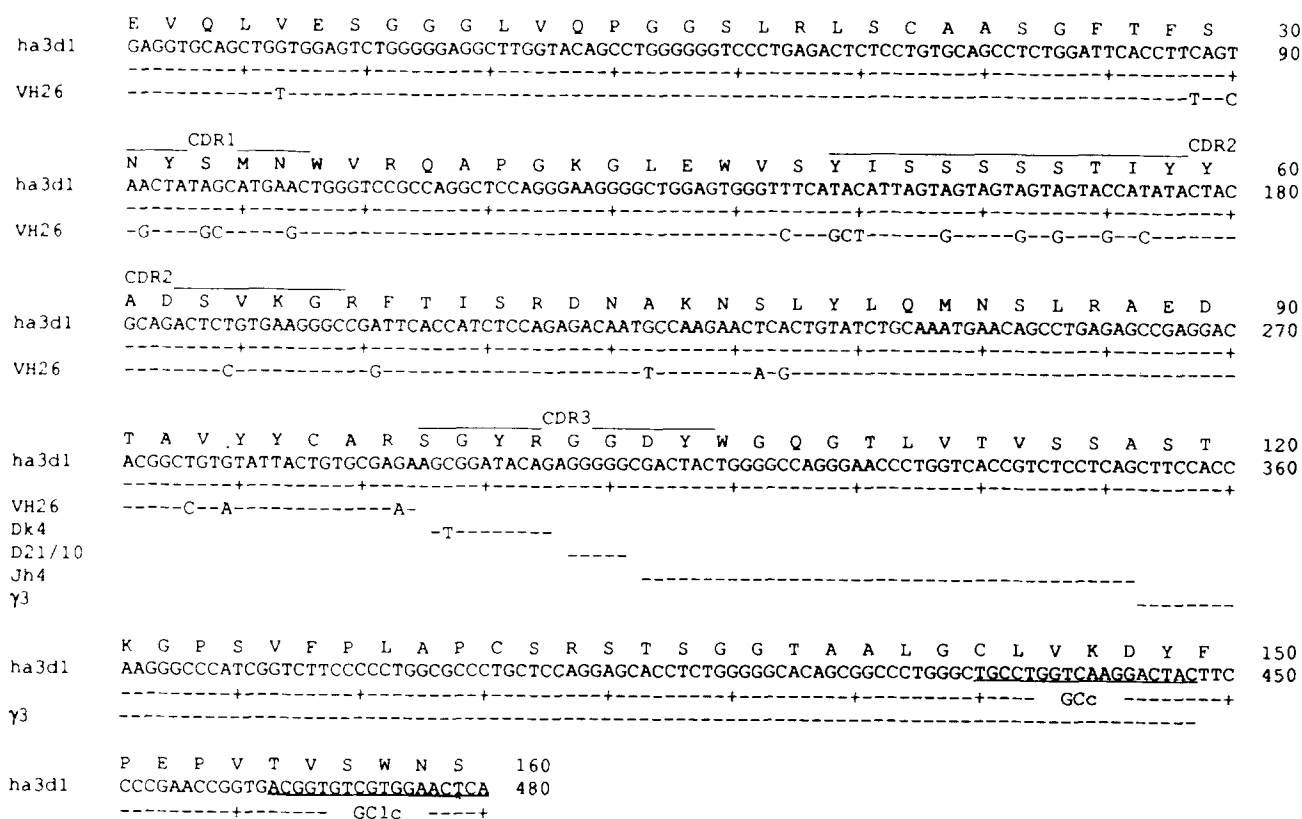 E V Q L V E S G G G L V Q P G G S L R L S C A A S G F T F S 30
ha3d1 GAGGTGCAGCTGGTGGAGTCTGGGGGAGGCTTGGTACAGCCTGGGGGGTCCCTGAGACTCTCCTGTGCAGCCTCTGGATTCACCTTCAGT 90
---------+---------+---------+---------+---------+---------+---------+---------+---------+
VH26 ------------T-------------------------------------------------------------------------T--C
CDR1 CDR2
N Y S M N W V R Q A P G K G L E W V S Y I S S S S S T I Y Y 60
ha3d1 AACTATAGCATGAACTGGGTCCGCCAGGCTCCAGGGAAGGGGCTGGAGTGGGTTTCATACATTAGTAGTAGTAGTAGTACCATATACTAC 180
---------+---------+---------+---------+---------+---------+---------+---------+---------+
VH26 -G----GC-----G---------------------------------------C---GCT------G-----G--G---G--C-------
CDR2
A D S V K G R F T I S R D N A K N S L Y L Q M N S L R A E D 90
ha3d1 GCAGACTCTGTGAAGGGCCGATTCACCATCTCCAGAGACAATGCCAAGAACTCACTGTATCTGCAAATGAACAGCCTGAGAGCCGAGGAC 270
---------+---------+---------+---------+---------+---------+---------+---------+---------+
VH26 --------C-----------G---------------------T--------A-G------------------------------------
CDR3
T A V Y Y C A R S G Y R G G D Y W G Q G T L V T V S S A S T 120
ha3d1 ACGGCTGTGTATTACTGTGCGAGAAGCGGATACAGAGGGGGCGACTACTGGGGCCAGGGAACCCTGGTCACCGTCTCCTCAGCTTCCACC 360
---------+---------+---------+---------+---------+---------+---------+---------+---------+
VH26 -----C--A-------------A-
Dk4 -T--------
D21/10 -----
Jh4 ----------------------------------------
γ3 --------
K G P S V F P L A P C S R S T S G G T A A L G C L V K D Y F 150
ha3d1 AAGGGCCCATCGGTCTTCCCCCTGGCGCCCTGCTCCAGGAGCACCTCTGGGGGCACAGCGGCCCTGGGCTGCCTGGTCAAGGACTACTTC 450
---------+---------+---------+---------+---------+---------+---------+---- GCc --------+
γ3 ---------------------------------------------------------------------------------------
P E P V T V S W N S 160
ha3d1 CCCGAACCGGTGACGGTGTCGTGGAACTCA 480
---------+------- GC1c ----+